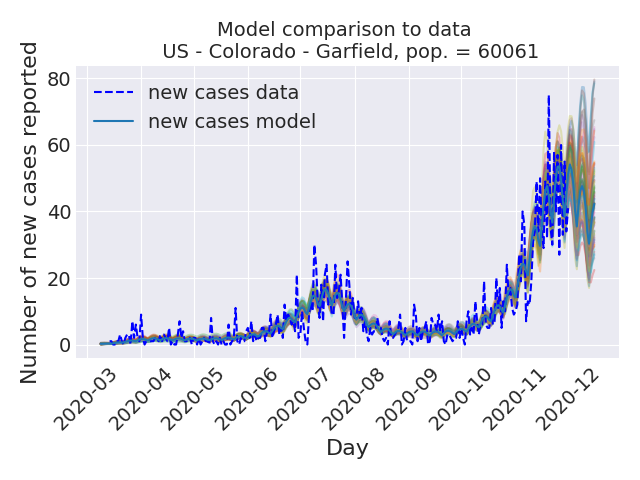 Model comparison to data
US - Colorado - Garfield, pop. = 60061
Number of new cases reported
80
60
40
20
0
new cases data
new cases model
2020-03
2020-04
2020-05
2020-06
2020-07
2020-08
2020-09
2020-10
2020-11
2020-12
Day